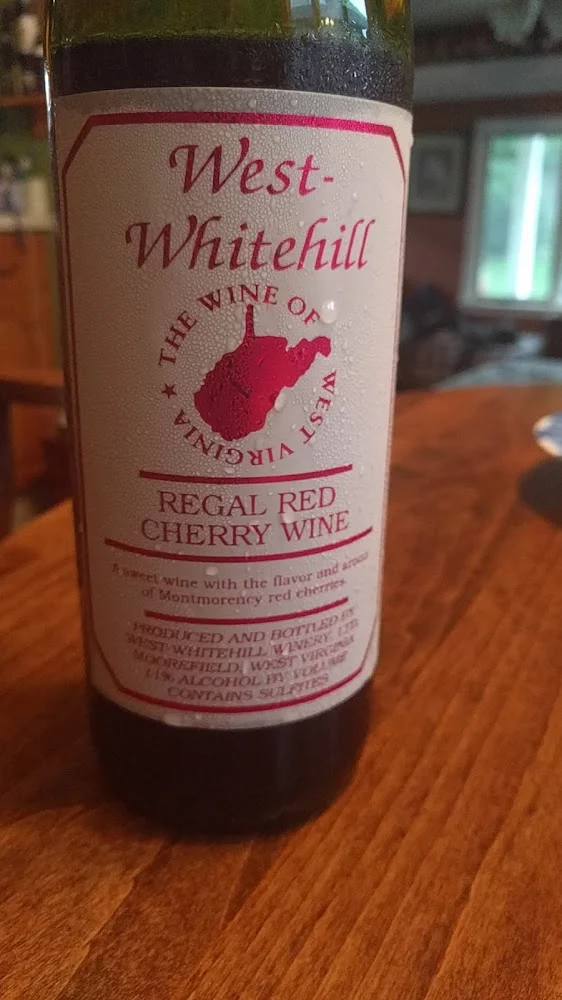 West-
Whitehill
THE WINE OF
WEST VIRGINIA ★
REGAL RED
CHERRY WINE
A sweet wine with the flavor and aroma
of Montmorency red cherries.
PRODUCED AND BOTTLED BY
WEST-WHITEHILL WINERY, LTD.
MOOREFIELD, WEST VIRGINIA
11% ALCOHOL BY VOLUME
CONTAINS SULFITES